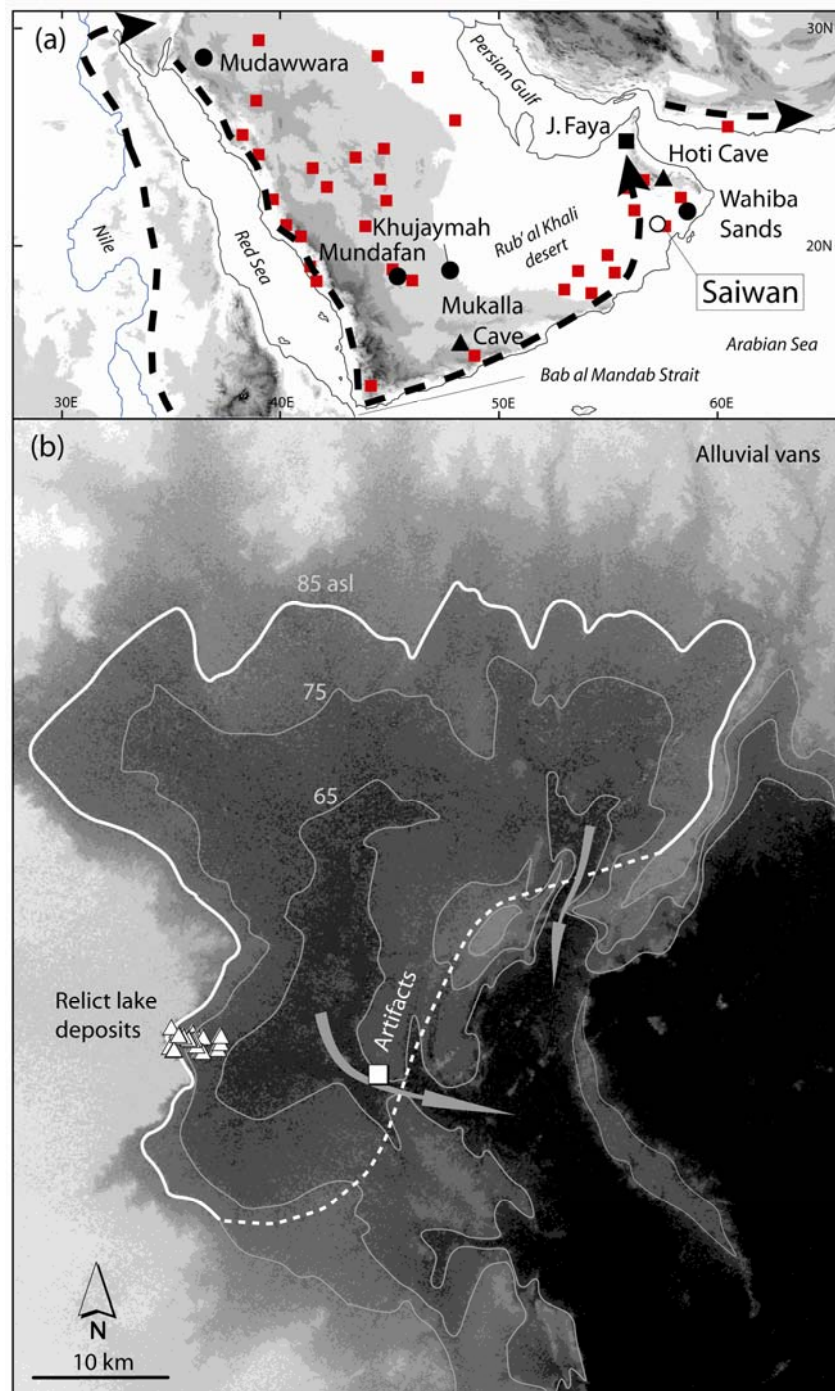 (a)
30N
Mudawwara
Persian Gulf
J. Faya
Hoti Cave
Wahiba
Sands
Nile
Red Sea
Khujaymah
Mundafan
Rub' al Khali
desert
20N
Saiwan
Mukalla
Cave
Arabian Sea
Bab al Mandab Strait
30E
40E
50E
60E
(b)
Alluvial vans
85 asl
75
65
Artifacts
Relict lake
deposits
N
10 km